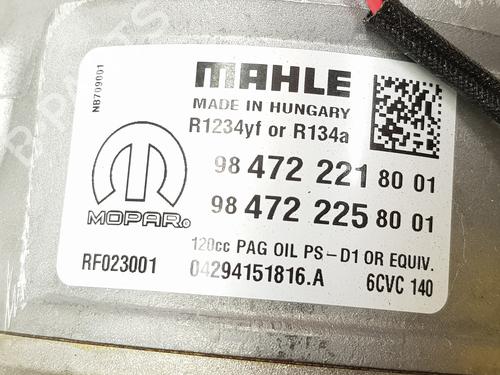 NB709001
MAHLE
MADE IN HUNGARY
R1234yf or R134a
98 472 221 80 01
98 472 225 80 01
MOPAR®
120cc PAG OIL PS-D1 OR EQUIV.
RF023001 04294151816.A 6CVC 140